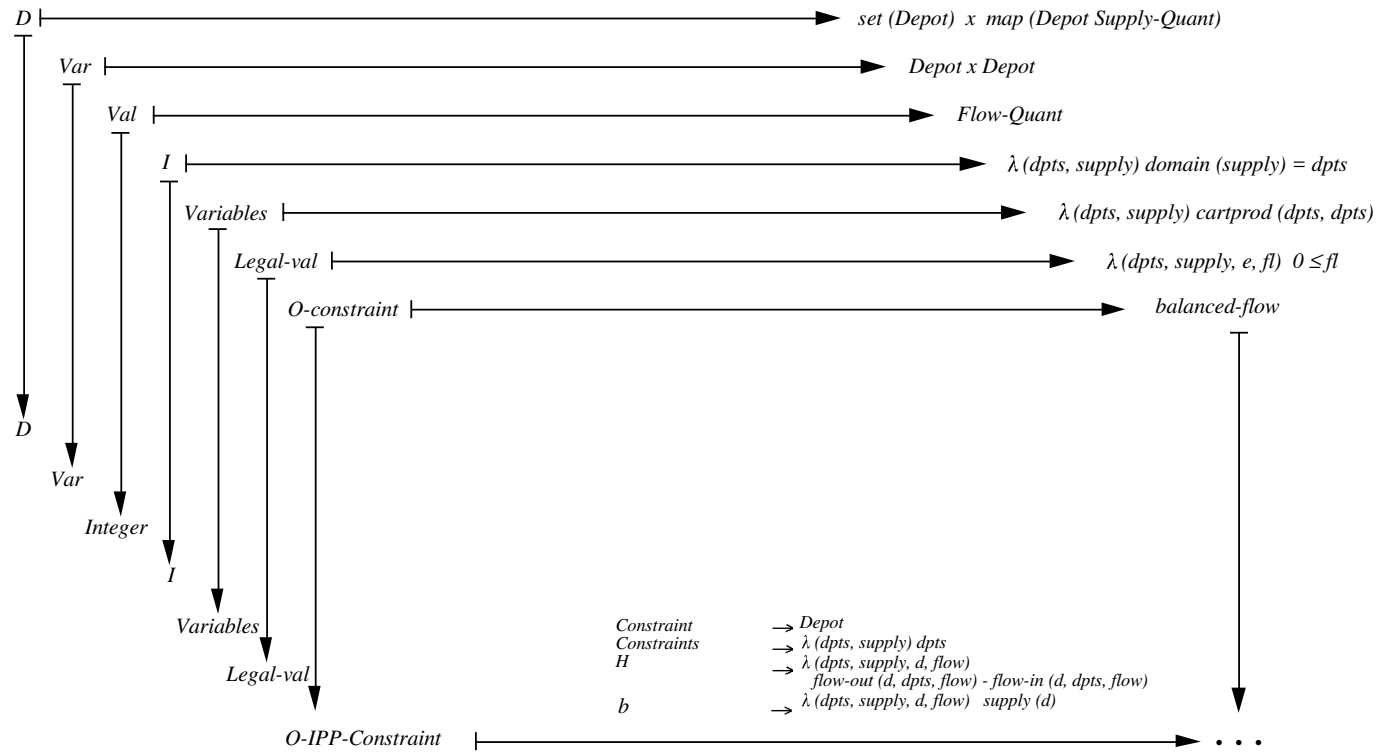 D set (Depot) x map (Depot Supply-Quant)
Var Depot x Depot
Val Flow-Quant
I λ (dpts, supply) domain (supply) = dpts
Variables λ (dpts, supply) cartprod (dpts, dpts)
Legal-val λ (dpts, supply, e, fl) 0 ≤ fl
O-constraint balanced-flow
D
Var
Integer
I
Variables
Legal-val
Constraint → Depot
Constraints → λ (dpts, supply) dpts
H → λ (dpts, supply, d, flow)
flow-out (d, dpts, flow) - flow-in (d, dpts, flow)
b → λ (dpts, supply, d, flow) supply (d)
O-IPP-Constraint . . .